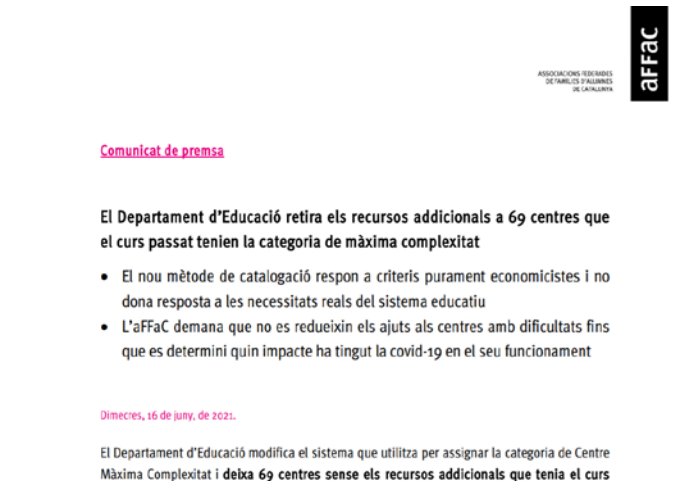 aFFaC
ASSOCIACIONS FEDERADES
DE FAMÍLIES D'ALUMNES
DE CATALUNYA
Comunicat de premsa
El Departament d'Educació retira els recursos addicionals a 69 centres que
el curs passat tenien la categoria de màxima complexitat
• El nou mètode de catalogació respon a criteris purament economicistes i no
dona resposta a les necessitats reals del sistema educatiu
• L'aFFaC demana que no es redueixin els ajuts als centres amb dificultats fins
que es determini quin impacte ha tingut la covid-19 en el seu funcionament
Dimecres, 16 de juny, de 2021.
El Departament d'Educació modifica el sistema que utilitza per assignar la categoria de Centre
Màxima Complexitat i deixa 69 centres sense els recursos addicionals que tenia el curs